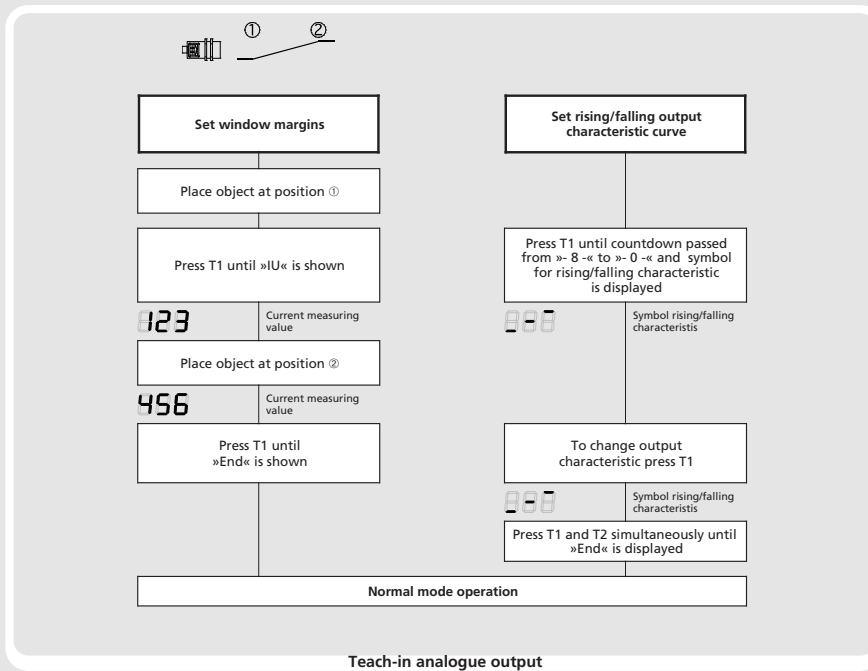 ① ②
Set window margins
Place object at position ①
Press T1 until »IU« is shown
123
Current measuring
value
Place object at position ②
456
Current measuring
value
Press T1 until
»End« is shown
Set rising/falling output
characteristic curve
Press T1 until countdown passed
from »- 8 -« to »- 0 -« and symbol
for rising/falling characteristic
is displayed
Symbol rising/falling
characteristis
To change output
characteristic press T1
Symbol rising/falling
characteristis
Press T1 and T2 simultaneously until
»End« is displayed
Normal mode operation
Teach-in analogue output